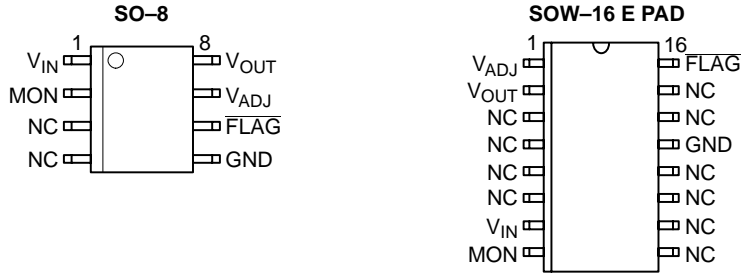 SO–8
1 8
VIN VOUT
MON VADJ
NC FLAG
NC GND
SOW–16 E PAD
1 16
VADJ FLAG
VOUT NC
NC NC
NC GND
NC NC
NC NC
VIN NC
MON NC